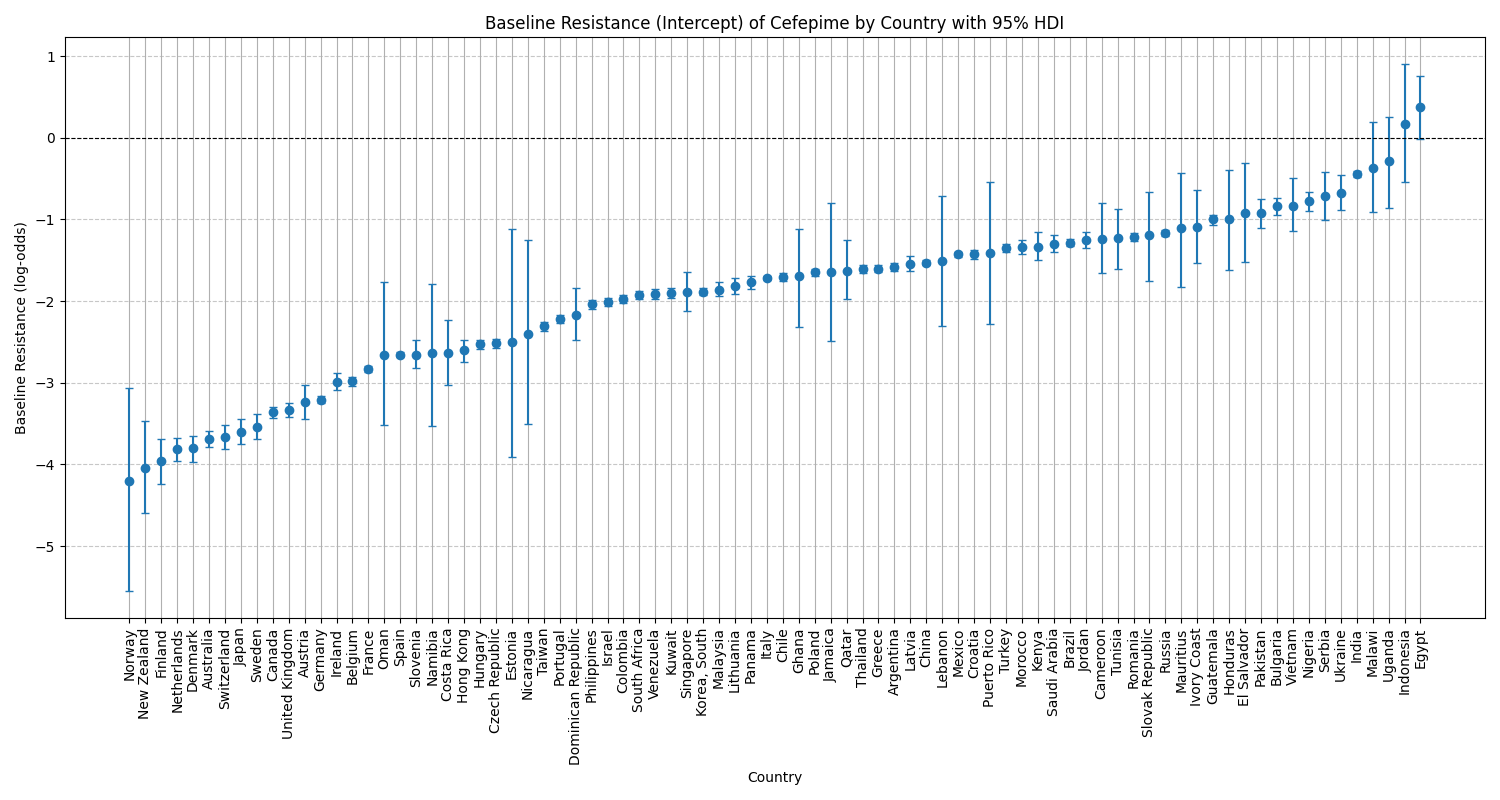 Baseline Resistance (Intercept) of Cefepime by Country with 95% HDI
Baseline Resistance (log-odds)
1
0
−1
−2
−3
−4
−5
Norway
New Zealand
Finland
Netherlands
Denmark
Australia
Switzerland
Japan
Sweden
Canada
United Kingdom
Austria
Germany
Ireland
Belgium
France
Oman
Spain
Slovenia
Namibia
Costa Rica
Hong Kong
Hungary
Czech Republic
Estonia
Nicaragua
Taiwan
Portugal
Dominican Republic
Philippines
Israel
Colombia
South Africa
Venezuela
Kuwait
Singapore
Korea, South
Malaysia
Lithuania
Panama
Italy
Chile
Ghana
Poland
Jamaica
Qatar
Thailand
Greece
Argentina
Latvia
China
Lebanon
Mexico
Croatia
Puerto Rico
Turkey
Morocco
Kenya
Saudi Arabia
Brazil
Jordan
Cameroon
Tunisia
Romania
Slovak Republic
Russia
Mauritius
Ivory Coast
Guatemala
Honduras
El Salvador
Pakistan
Bulgaria
Vietnam
Nigeria
Serbia
Ukraine
India
Malawi
Uganda
Indonesia
Egypt
Country